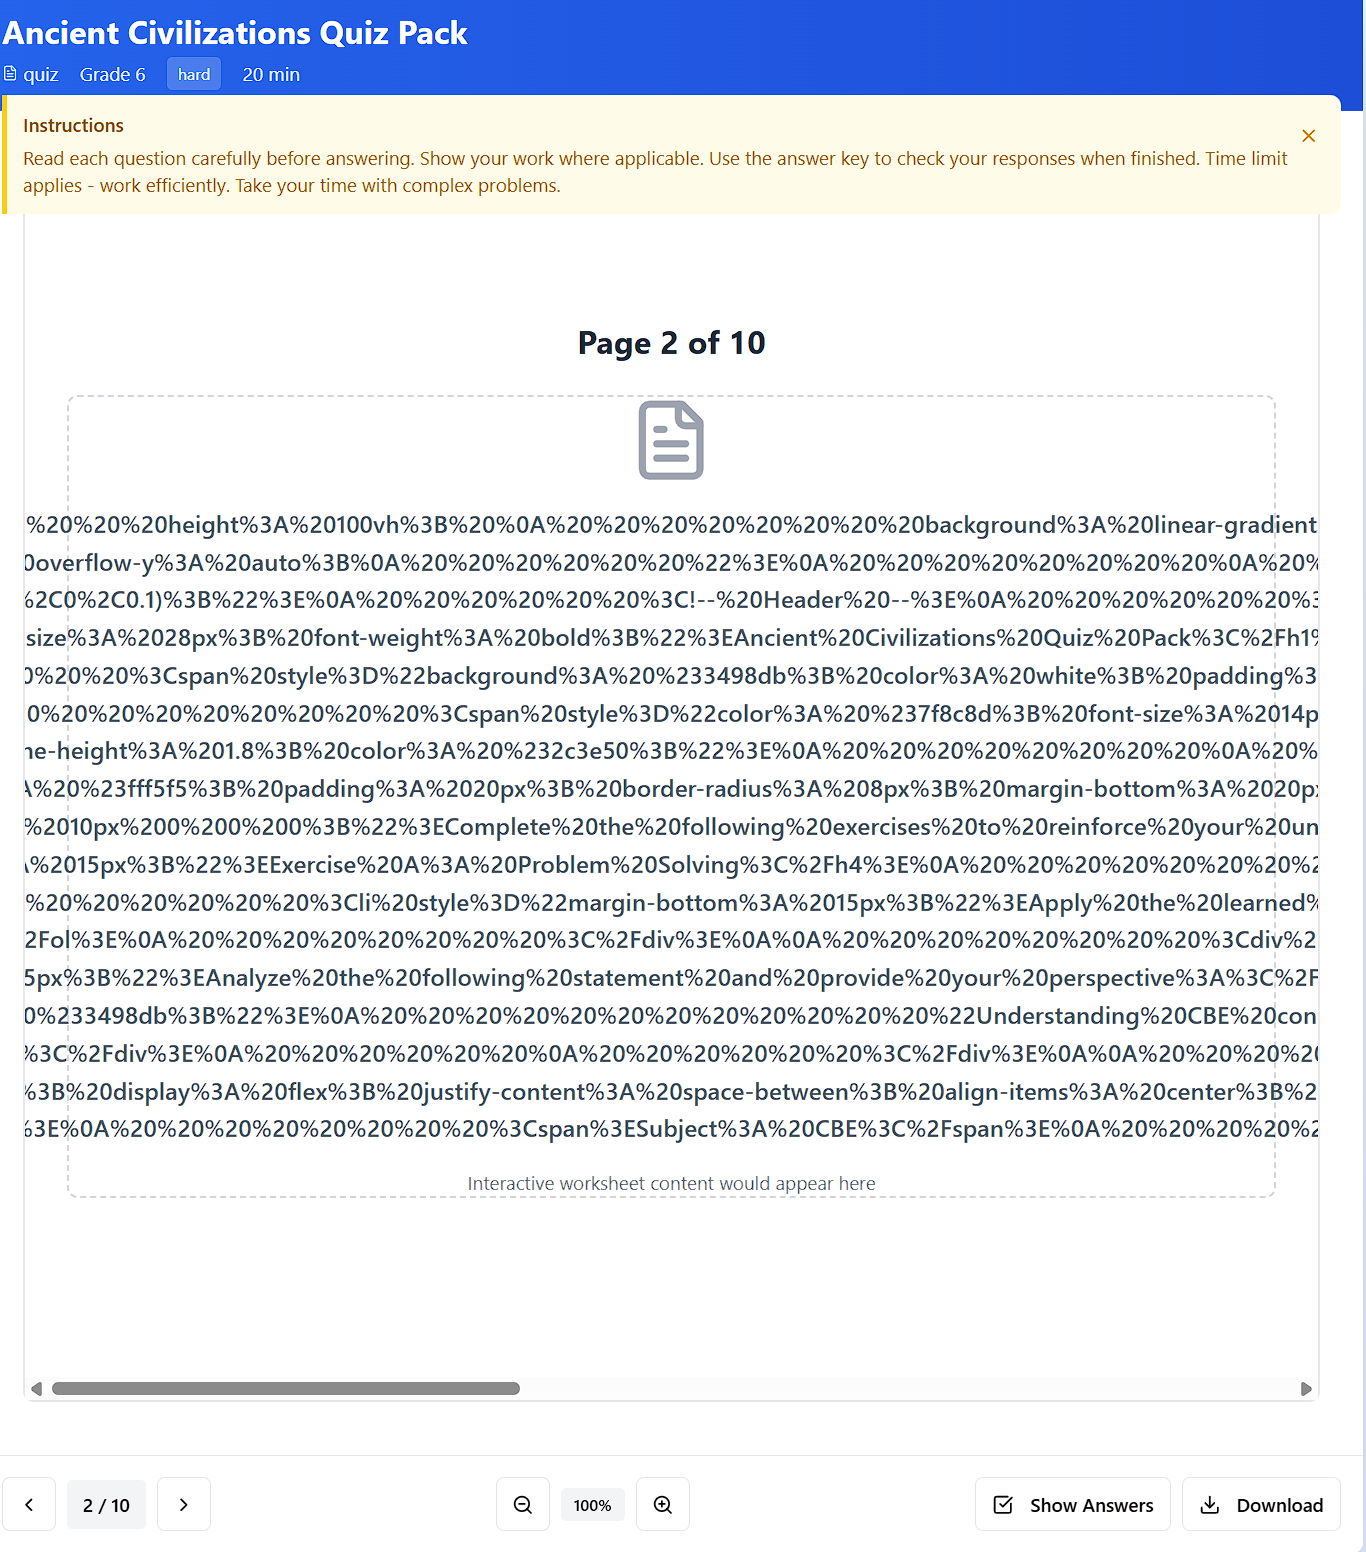 Ancient Civilizations Quiz Pack
quiz Grade 6 hard 20 min
Instructions
Read each question carefully before answering. Show your work where applicable. Use the answer key to check your responses when finished. Time limit
applies - work efficiently. Take your time with complex problems.
Page 2 of 10
%20%20%20height%3A%20100vh%3B%20%0A%20%20%20%20%20%20%20%20background%3A%20linear-gradient
0overflow-y%3A%20auto%3B%0A%20%20%20%20%20%20%22%3E%0A%20%20%20%20%20%20%20%20%0A%20%
%2C0%2C0.1)%3B%22%3E%0A%20%20%20%20%20%20%3C!--%20Header%20--%3E%0A%20%20%20%20%20%3
size%3A%2028px%3B%20font-weight%3A%20bold%3B%22%3EAncient%20Civilizations%20Quiz%20Pack%3C%2Fh1%
0%20%20%3Cspan%20style%3D%22background%3A%20%233498db%3B%20color%3A%20white%3B%20padding%3
0%20%20%20%20%20%20%20%20%3Cspan%20style%3D%22color%3A%20%237f8c8d%3B%20font-size%3A%2014p
ne-height%3A%201.8%3B%20color%3A%20%232c3e50%3B%22%3E%0A%20%20%20%20%20%20%20%20%0A%20%
A%20%23fff5f5%3B%20padding%3A%2020px%3B%20border-radius%3A%208px%3B%20margin-bottom%3A%2020px
%2010px%200%200%200%3B%22%3EComplete%20the%20following%20exercises%20to%20reinforce%20your%20un
A%2015px%3B%22%3EExercise%20A%3A%20Problem%20Solving%3C%2Fh4%3E%0A%20%20%20%20%20%20%20%2
%20%20%20%20%20%20%3Cli%20style%3D%22margin-bottom%3A%2015px%3B%22%3EApply%20the%20learned%
2Fol%3E%0A%20%20%20%20%20%20%20%20%3C%2Fdiv%3E%0A%0A%20%20%20%20%20%20%20%20%3Cdiv%2
5px%3B%22%3EAnalyze%20the%20following%20statement%20and%20provide%20your%20perspective%3A%3C%2F
0%233498db%3B%22%3E%0A%20%20%20%20%20%20%20%20%20%20%20%20%22Understanding%20CBE%20con
%3C%2Fdiv%3E%0A%20%20%20%20%20%20%0A%20%20%20%20%20%20%3C%2Fdiv%3E%0A%0A%20%20%20%20
%3B%20display%3A%20flex%3B%20justify-content%3A%20space-between%3B%20align-items%3A%20center%3B%2
%3E%0A%20%20%20%20%20%20%20%20%3Cspan%3ESubject%3A%20CBE%3C%2Fspan%3E%0A%20%20%20%20%2
Interactive worksheet content would appear here
2 / 10 100% Show Answers Download